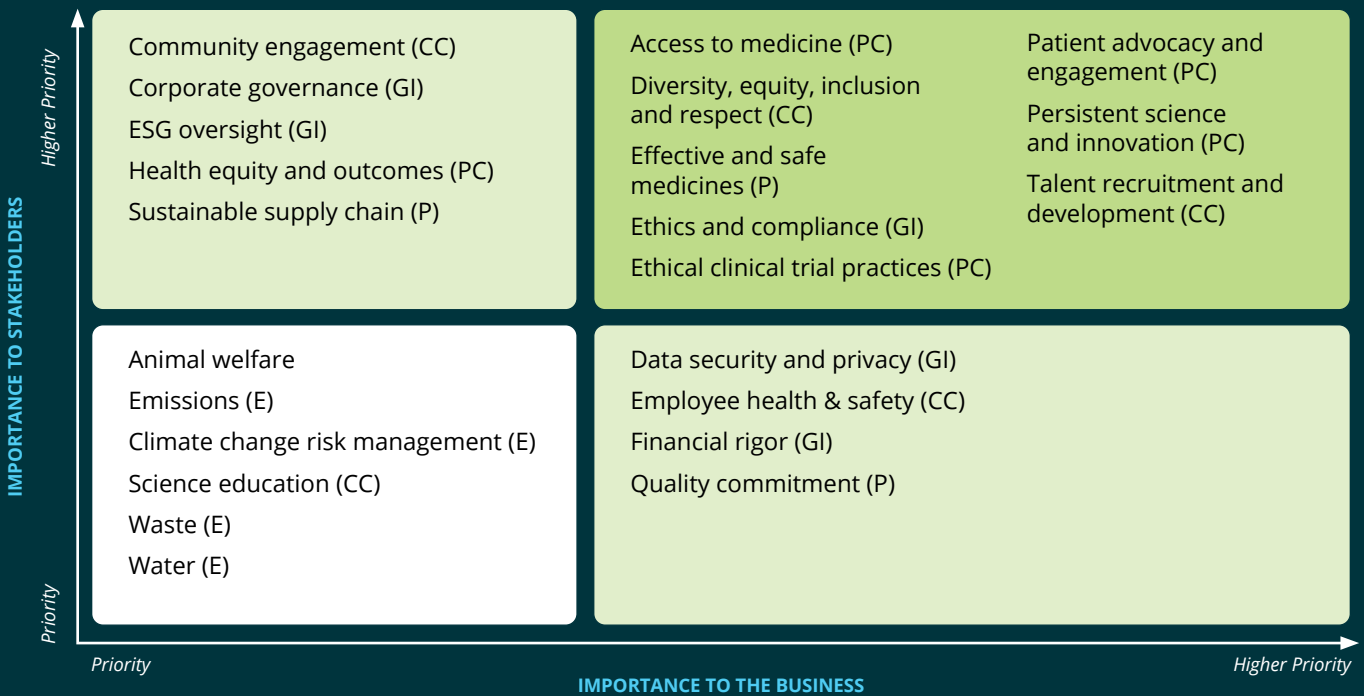 IMPORTANCE TO STAKEHOLDERS
Higher Priority
Priority
Community engagement (CC)
Corporate governance (GI)
ESG oversight (GI)
Health equity and outcomes (PC)
Sustainable supply chain (P)
Access to medicine (PC)
Diversity, equity, inclusion
and respect (CC)
Effective and safe
medicines (P)
Ethics and compliance (GI)
Ethical clinical trial practices (PC)
Patient advocacy and
engagement (PC)
Persistent science
and innovation (PC)
Talent recruitment and
development (CC)
Animal welfare
Emissions (E)
Climate change risk management (E)
Science education (CC)
Waste (E)
Water (E)
Data security and privacy (GI)
Employee health & safety (CC)
Financial rigor (GI)
Quality commitment (P)
Priority
Higher Priority
IMPORTANCE TO THE BUSINESS